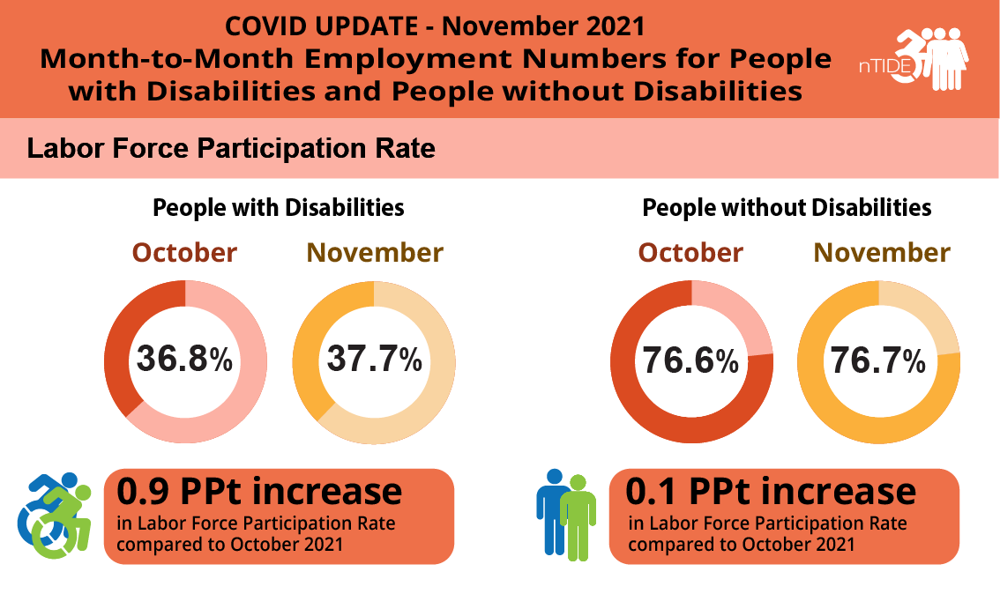 COVID UPDATE - November 2021
Month-to-Month Employment Numbers for People
with Disabilities and People without Disabilities
nTIDE
Labor Force Participation Rate
People with Disabilities
October
November
36.8%
37.7%
0.9 PPt increase
in Labor Force Participation Rate
compared to October 2021
People without Disabilities
October
November
76.6%
76.7%
0.1 PPt increase
in Labor Force Participation Rate
compared to October 2021